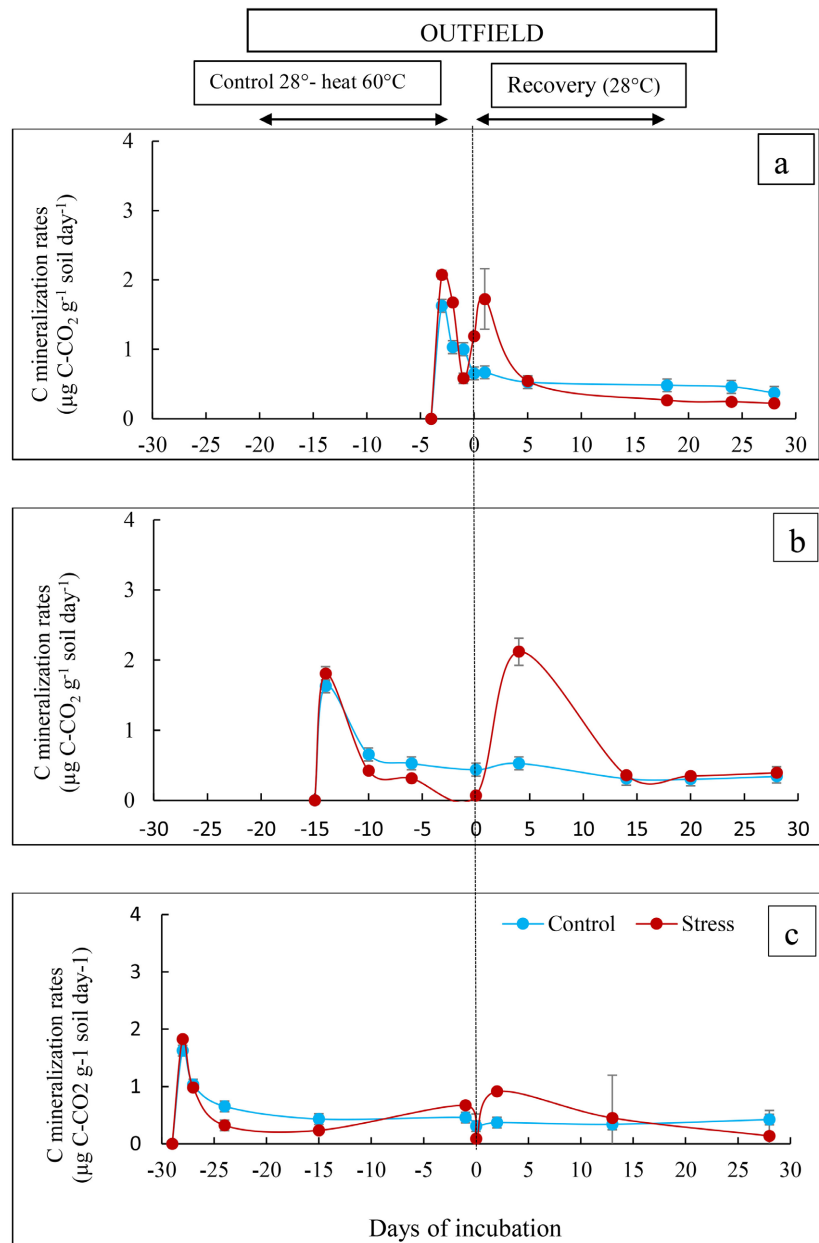 OUTFIELD
Control 28°- heat 60°C
Recovery (28°C)
a
C mineralization rates
(µg C-CO₂ g⁻¹ soil day⁻¹)
4
3
2
1
0
-30 -25 -20 -15 -10 -5 0 5 10 15 20 25 30
b
C mineralization rates
(µg C-CO₂ g⁻¹ soil day⁻¹)
4
3
2
1
0
-30 -25 -20 -15 -10 -5 0 5 10 15 20 25 30
c
Control Stress
C mineralization rates
(µg C-CO2 g-1 soil day-1)
4
3
2
1
0
-30 -25 -20 -15 -10 -5 0 5 10 15 20 25 30
Days of incubation